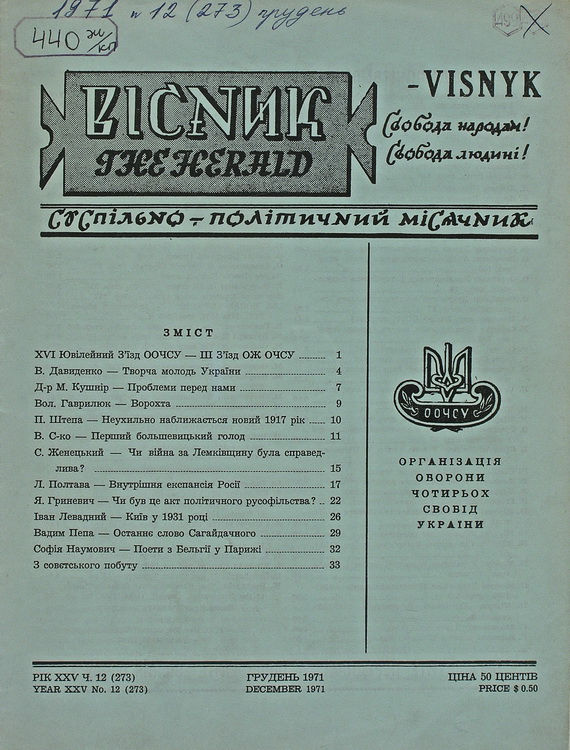 1971 п 12 (273) грудень
440 ж/кр
ВІСНИК
THE HERALD
-VISNYK
Свобода народам!
Свобода людині!
СУСПІЛЬНО - ПОЛІТИЧНИЙ МІСЯЧНИК
ЗМІСТ
XVI Ювілейний З'їзд ООЧСУ — III З'їзд ОЖ ОЧСУ ........ 1
В. Давиденко — Творча молодь України ........ 4
Д-р М. Кушнір — Проблеми перед нами ........ 7
Вол. Гаврилюк — Ворохта ........ 9
П. Штепа — Неухильно наближається новий 1917 рік ..... 10
В. С-ко — Перший большевицький голод ........ 11
С. Женецький — Чи війна за Лемківщину була справед-
лива? ........ 15
Л. Полтава — Внутрішня експансія Росії ........ 17
Я. Гриневич — Чи був це акт політичного русофільства? .. 22
Іван Левадний — Київ у 1931 році ........ 26
Вадим Пепа — Останнє слово Сагайдачного ........ 29
Софія Наумович — Поети з Бельгії у Парижі ........ 32
З совєтського побуту ........ 33
ООЧСУ
ОРГАНІЗАЦІЯ
ОБОРОНИ
ЧОТИРЬОХ
СВОБІД
УКРАЇНИ
РІК XXV Ч. 12 (273)
YEAR XXV No. 12 (273)
ГРУДЕНЬ 1971
DECEMBER 1971
ЦІНА 50 ЦЕНТІВ
PRICE $ 0.50